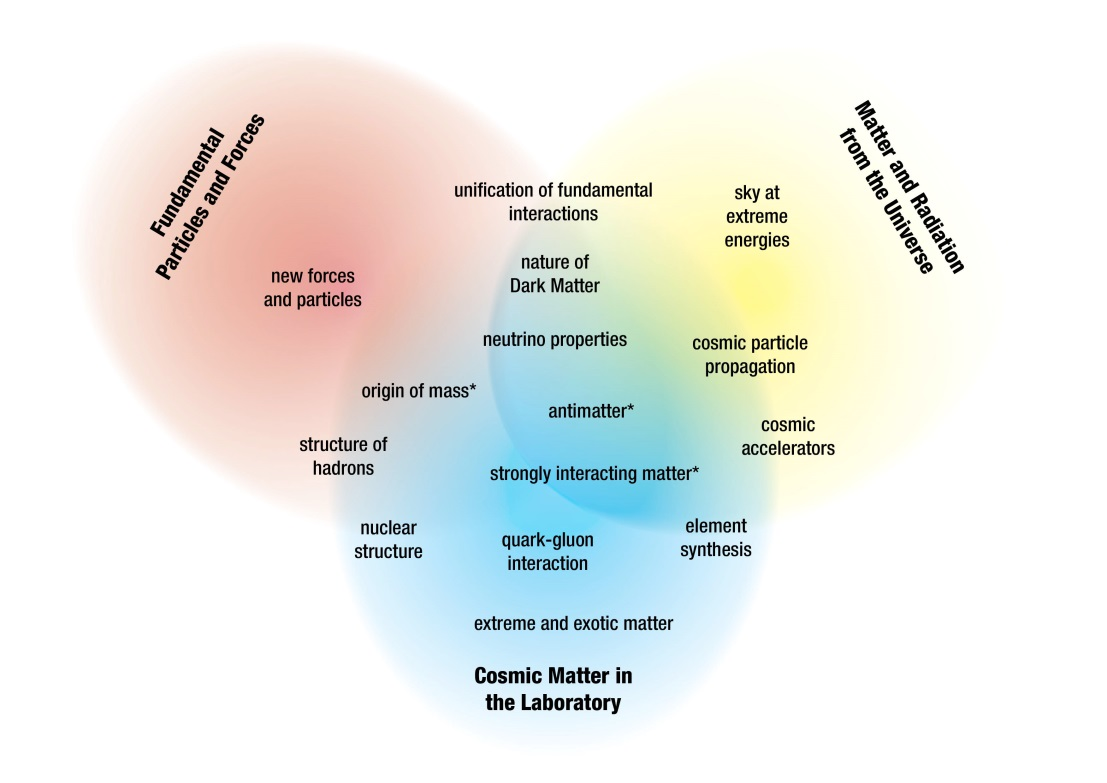 Fundamental
Particles and Forces
Matter and Radiation
from the Universe
unification of fundamental
interactions
sky at
extreme
energies
new forces
and particles
nature of
Dark Matter
neutrino properties
cosmic particle
propagation
origin of mass*
antimatter*
cosmic
accelerators
structure of
hadrons
strongly interacting matter*
nuclear
structure
quark-gluon
interaction
element
synthesis
extreme and exotic matter
Cosmic Matter in
the Laboratory